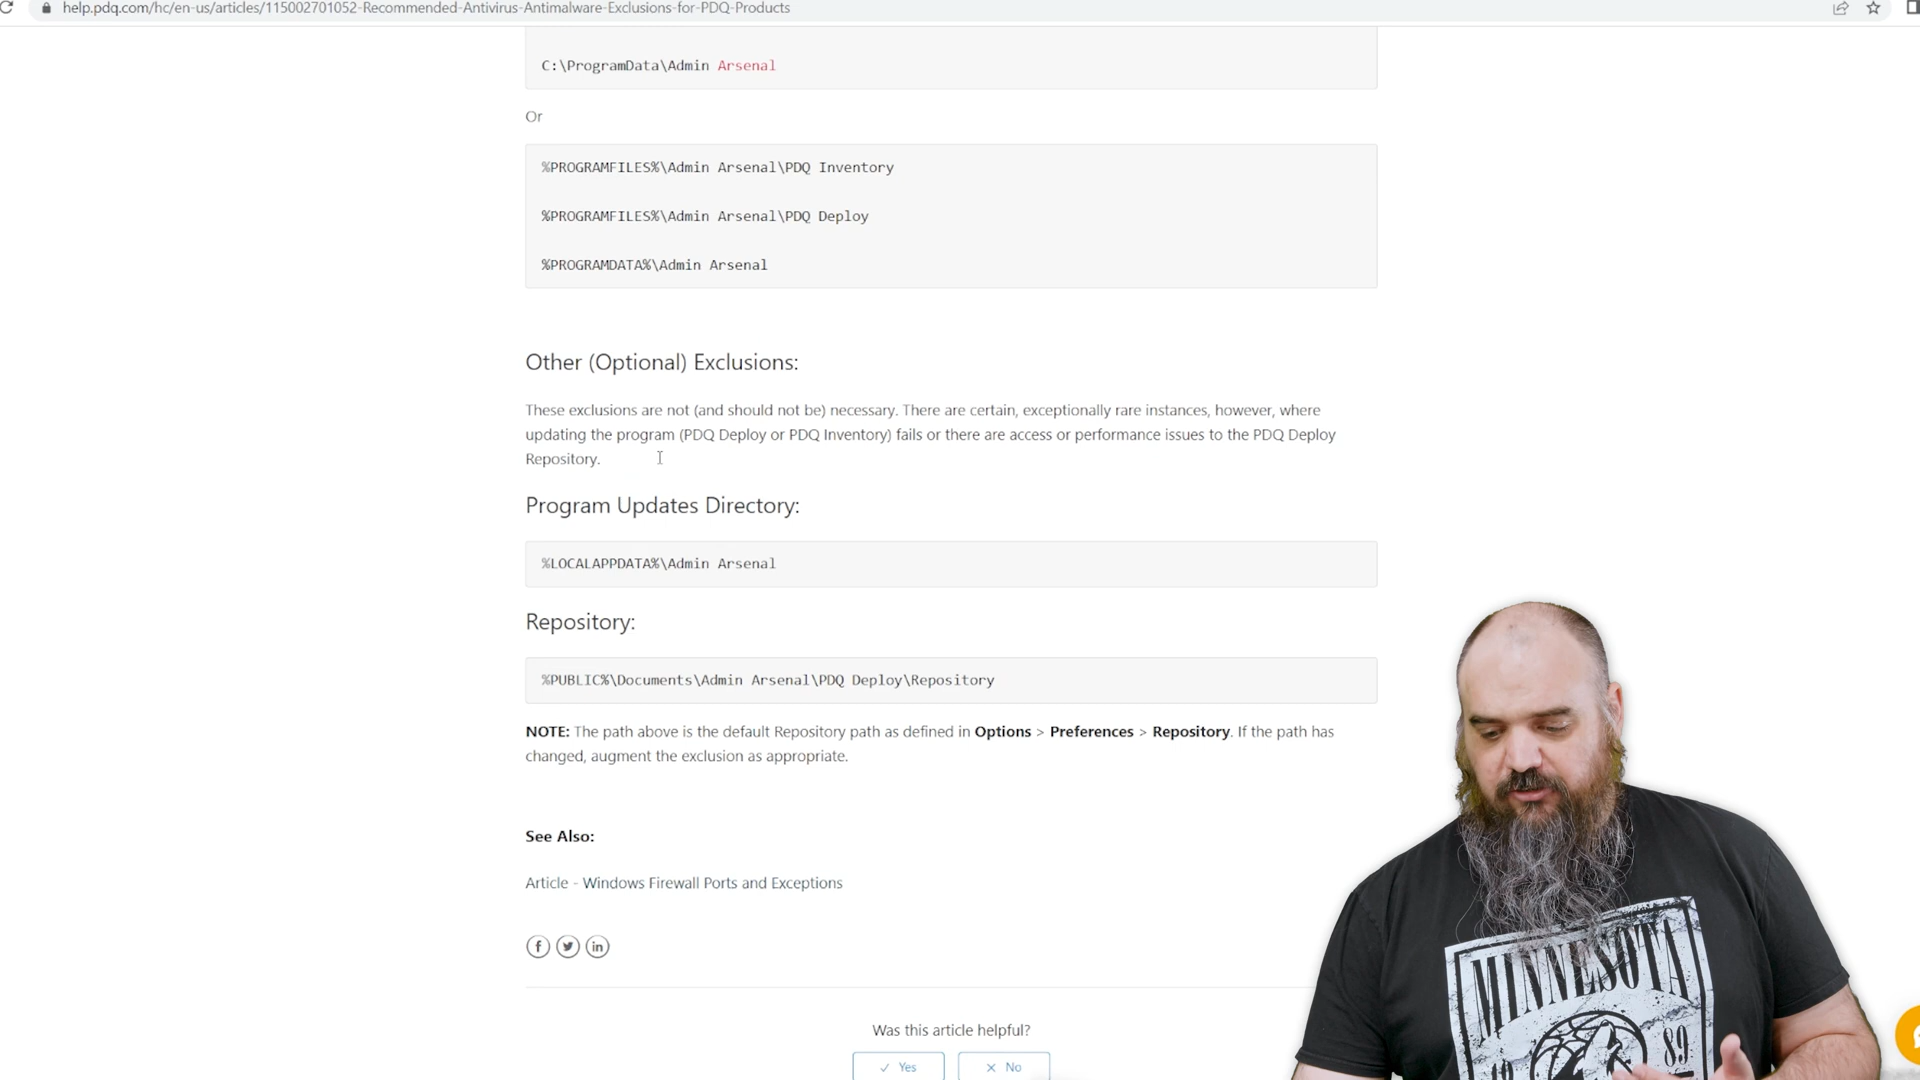 help.pdq.com/hc/en-us/articles/115002701052-Recommended-Antivirus-Antimalware-Exclusions-for-PDQ-Products
C:\ProgramData\Admin Arsenal
Or
%PROGRAMFILES%\Admin Arsenal\PDQ Inventory
%PROGRAMFILES%\Admin Arsenal\PDQ Deploy
%PROGRAMDATA%\Admin Arsenal
Other (Optional) Exclusions:
These exclusions are not (and should not be) necessary. There are certain, exceptionally rare instances, however, where
updating the program (PDQ Deploy or PDQ Inventory) fails or there are access or performance issues to the PDQ Deploy
Repository.
Program Updates Directory:
%LOCALAPPDATA%\Admin Arsenal
Repository:
%PUBLIC%\Documents\Admin Arsenal\PDQ Deploy\Repository
NOTE: The path above is the default Repository path as defined in Options > Preferences > Repository. If the path has
changed, augment the exclusion as appropriate.
See Also:
Article - Windows Firewall Ports and Exceptions
Was this article helpful?
Yes
No
MINNESOTA
89